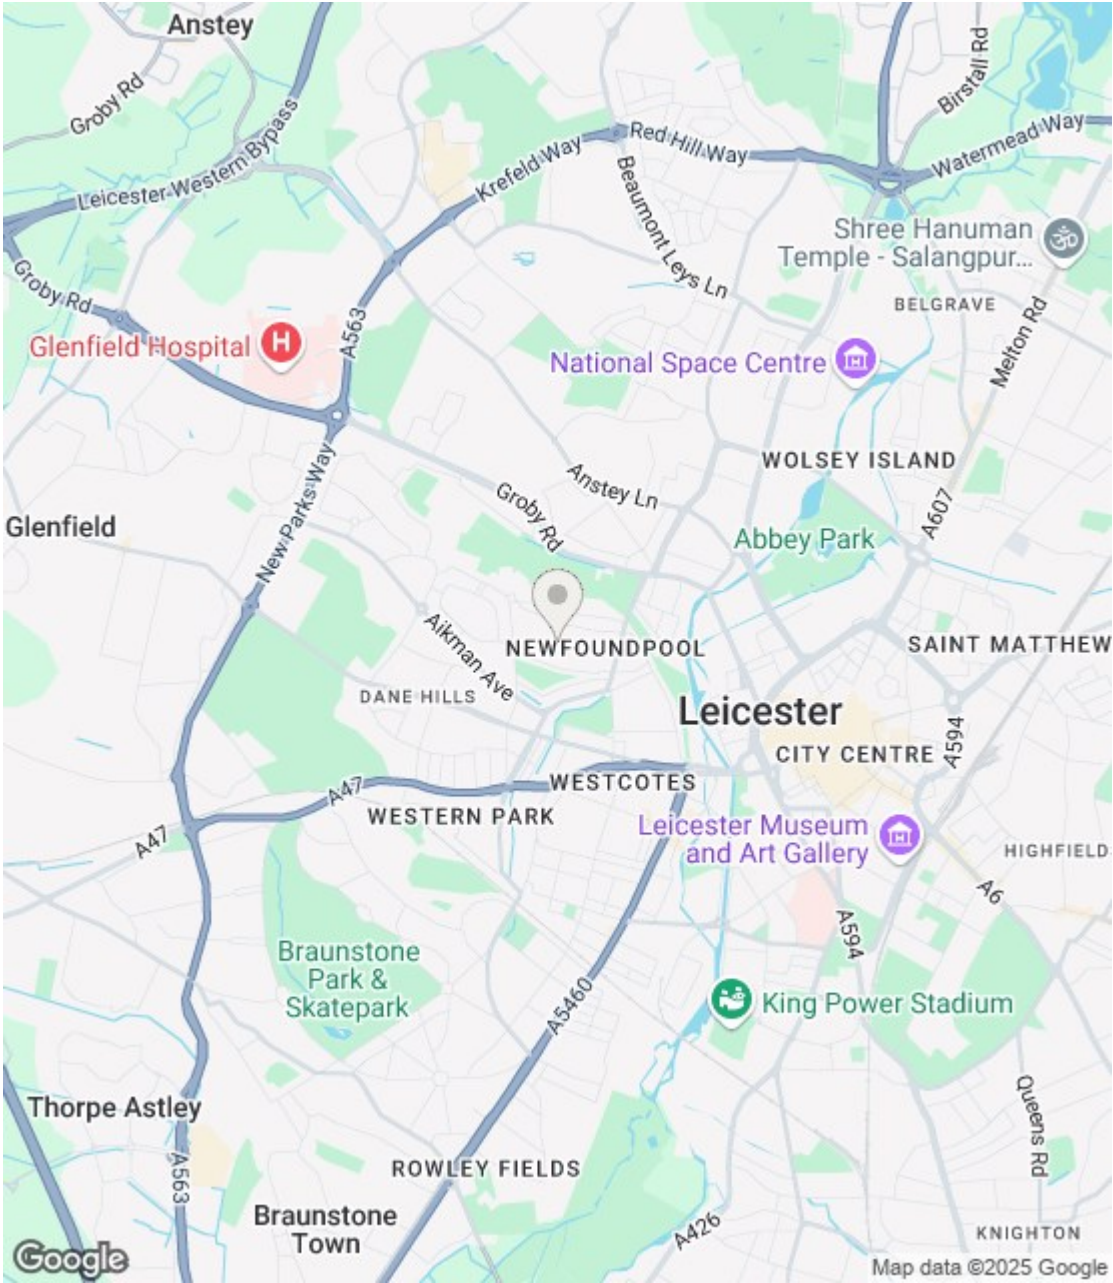 Anstey
Groby Rd
Birstall Rd
Leicester Western Bypass
Krefeld Way
Red Hill Way
Watermead Way
Beaumont Leys Ln
Shree Hanuman
Temple - Salangpur...
ૐ
Groby Rd
BELGRAVE
A563
Glenfield Hospital
H
National Space Centre
Melton Rd
New Parks Way
WOLSEY ISLAND
Anstey Ln
Groby Rd
A607
Glenfield
Abbey Park
Aikman Ave
NEWFOUNDPOOL
SAINT MATTHEW
DANE HILLS
Leicester
A594
CITY CENTRE
WESTCOTES
A47
WESTERN PARK
A47
Leicester Museum
and Art Gallery
HIGHFIELD
A6
A594
Braunstone
Park &
Skatepark
A5460
King Power Stadium
Queens Rd
Thorpe Astley
A563
ROWLEY FIELDS
Braunstone
Town
A426
KNIGHTON
Google
Map data ©2025 Google